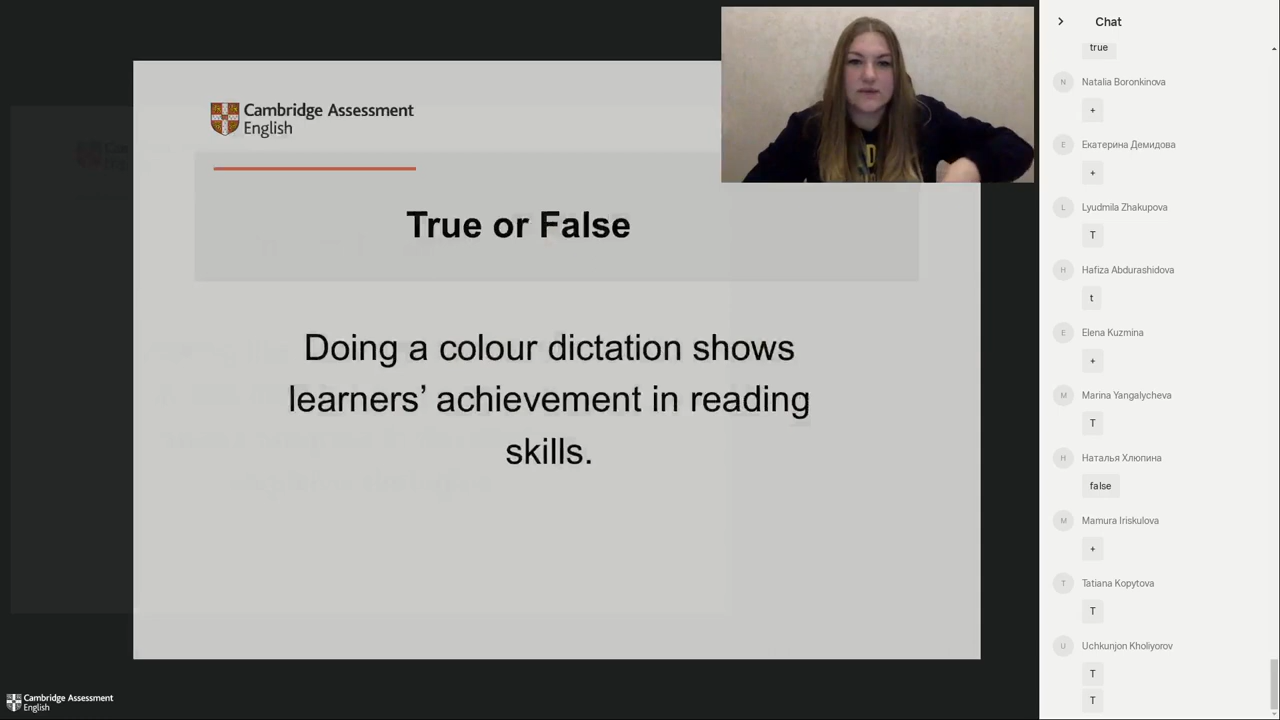 Cambridge Assessment
English
True or False
Doing a colour dictation shows
learners’ achievement in reading
skills.
Cambridge Assessment
English
Chat
true
N Natalia Boronkinova
+
E Екатерина Демидова
+
L Lyudmila Zhakupova
T
H Hafiza Abdurashidova
t
E Elena Kuzmina
+
M Marina Yangalycheva
T
Н Наталья Хлюпина
false
M Mamura Iriskulova
+
T Tatiana Kopytova
T
U Uchkunjon Kholiyorov
T
T